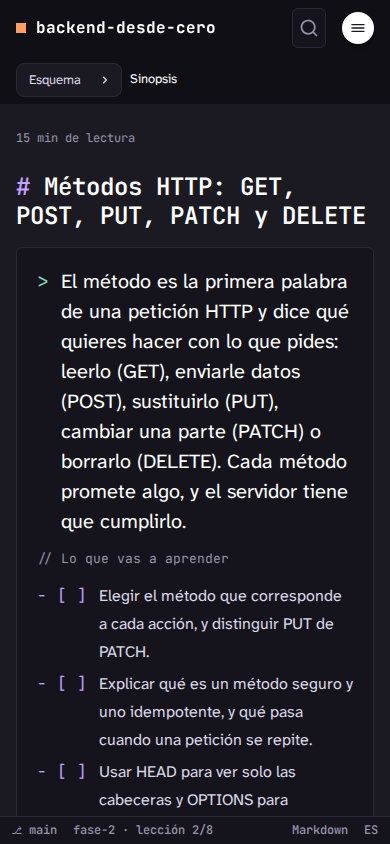 backend-desde-cero
Esquema
Sinopsis
15 min de lectura
# Métodos HTTP: GET,
POST, PUT, PATCH y DELETE
> El método es la primera palabra
de una petición HTTP y dice qué
quieres hacer con lo que pides:
leerlo (GET), enviarle datos
(POST), sustituirlo (PUT),
cambiar una parte (PATCH) o
borrarlo (DELETE). Cada método
promete algo, y el servidor tiene
que cumplirlo.
// Lo que vas a aprender
- [ ] Elegir el método que corresponde
a cada acción, y distinguir PUT de
PATCH.
- [ ] Explicar qué es un método seguro y
uno idempotente, y qué pasa
cuando una petición se repite.
- [ ] Usar HEAD para ver solo las
cabeceras y OPTIONS para
main fase-2 · lección 2/8 Markdown ES